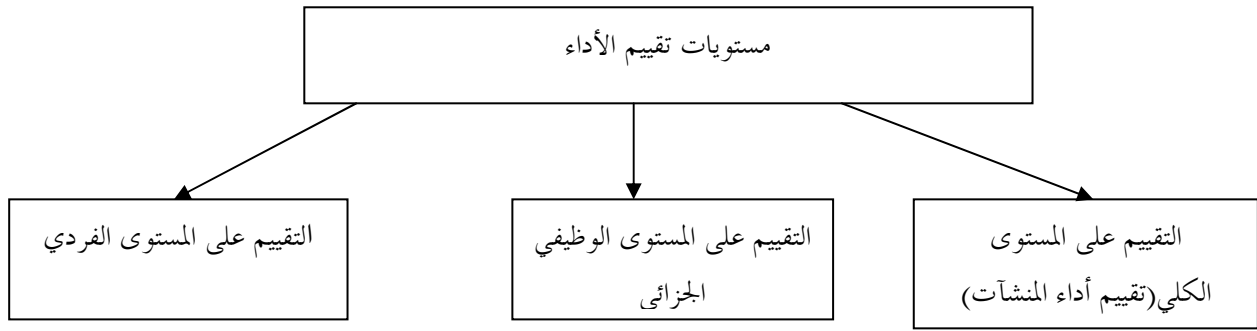 مستويات تقييم الأداء
التقييم على المستوى
الكلي(تقييم أداء المنشآت)
التقييم على المستوى الوظيفي
الجزائي
التقييم على المستوى الفردي